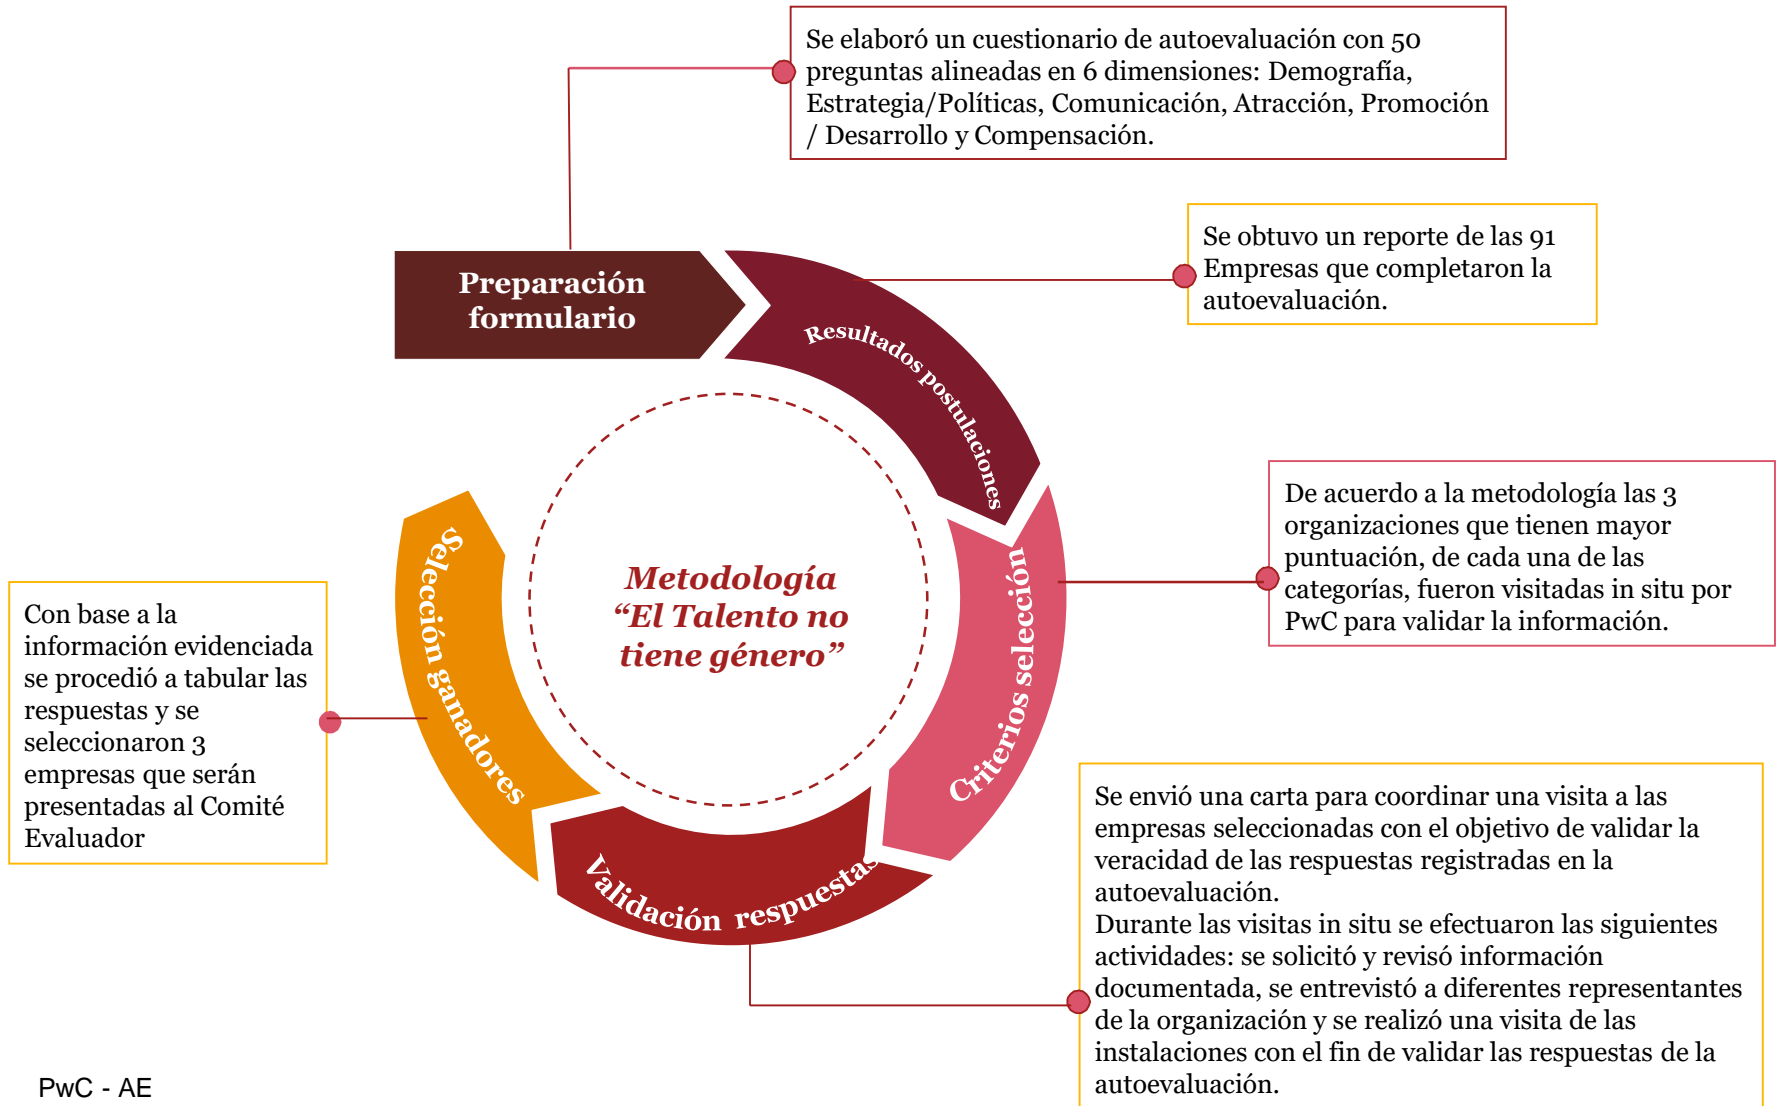 Se elaboró un cuestionario de autoevaluación con 50
preguntas alineadas en 6 dimensiones: Demografía,
Estrategia/Políticas, Comunicación, Atracción, Promoción
/ Desarrollo y Compensación.
Se obtuvo un reporte de las 91
Empresas que completaron la
autoevaluación.
Preparación
formulario
Resultados postulaciones
De acuerdo a la metodología las 3
organizaciones que tienen mayor
puntuación, de cada una de las
categorías, fueron visitadas in situ por
PwC para validar la información.
Criterios selección
Metodología
“El Talento no
tiene género”
Selección ganadores
Con base a la
información evidenciada
se procedió a tabular las
respuestas y se
seleccionaron 3
empresas que serán
presentadas al Comité
Evaluador
Validación respuestas
Se envió una carta para coordinar una visita a las
empresas seleccionadas con el objetivo de validar la
veracidad de las respuestas registradas en la
autoevaluación.
Durante las visitas in situ se efectuaron las siguientes
actividades: se solicitó y revisó información
documentada, se entrevistó a diferentes representantes
de la organización y se realizó una visita de las
instalaciones con el fin de validar las respuestas de la
autoevaluación.
PwC - AE